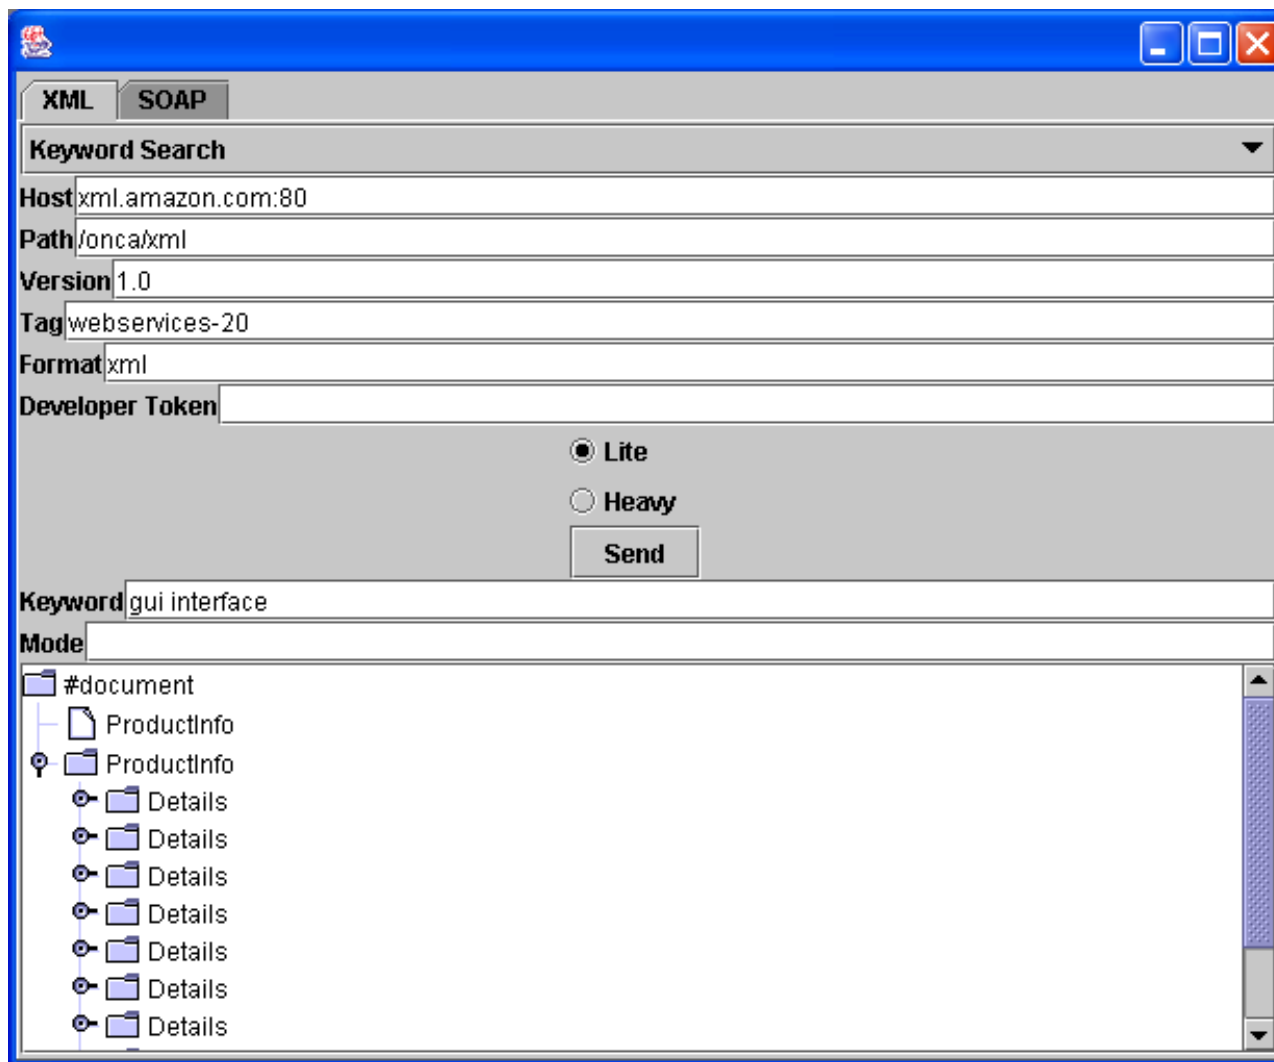 XML SOAP
Keyword Search
Host xml.amazon.com:80
Path /onca/xml
Version 1.0
Tag webservices-20
Format xml
Developer Token
Lite
Heavy
Send
Keyword gui interface
Mode
#document
ProductInfo
ProductInfo
Details
Details
Details
Details
Details
Details
Details